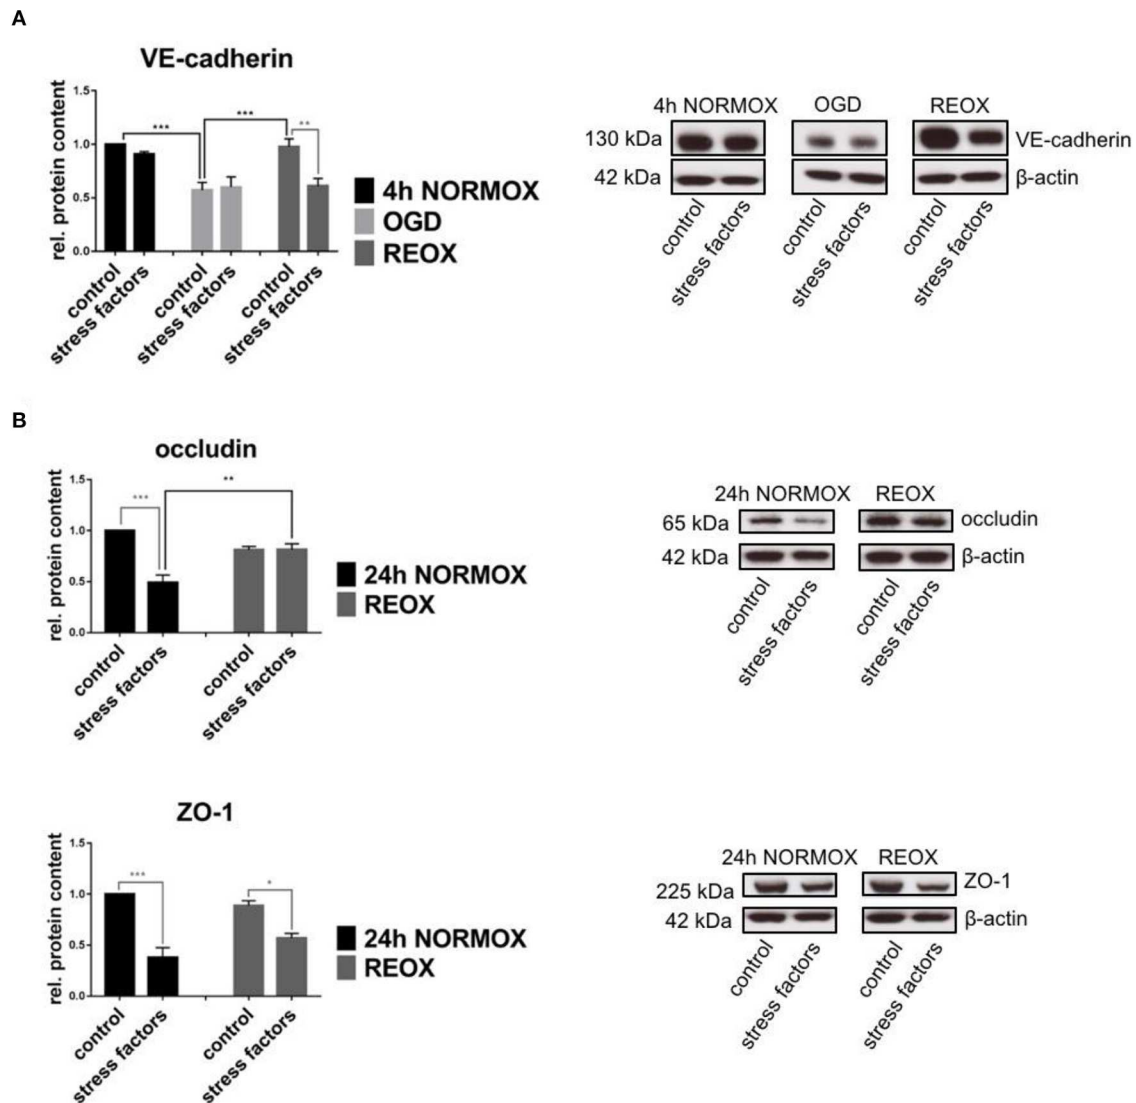 A
VE-cadherin
rel. protein content
1.5
1.0
0.5
0.0
***
***
**
control
stress factors
control
stress factors
control
stress factors
4h NORMOX
OGD
REOX
4h NORMOX OGD REOX
130 kDa VE-cadherin
42 kDa β-actin
control
stress factors
control
stress factors
control
stress factors
B
occludin
rel. protein content
1.5
1.0
0.5
0.0
***
**
control
stress factors
control
stress factors
24h NORMOX
REOX
24h NORMOX REOX
65 kDa occludin
42 kDa β-actin
control
stress factors
control
stress factors
ZO-1
rel. protein content
1.5
1.0
0.5
0.0
***
*
control
stress factors
control
stress factors
24h NORMOX
REOX
24h NORMOX REOX
225 kDa ZO-1
42 kDa β-actin
control
stress factors
control
stress factors